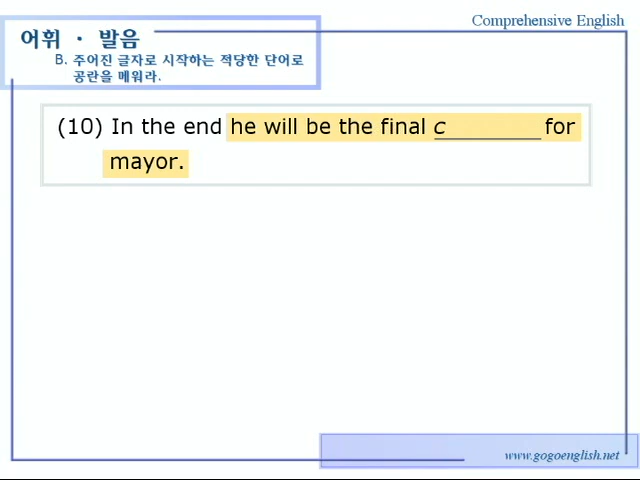 Comprehensive English
어휘 · 발음
B. 주어진 글자로 시작하는 적당한 단어로
공란을 메워라.
(10) In the end he will be the final c________ for
mayor.
www.gogoenglish.net